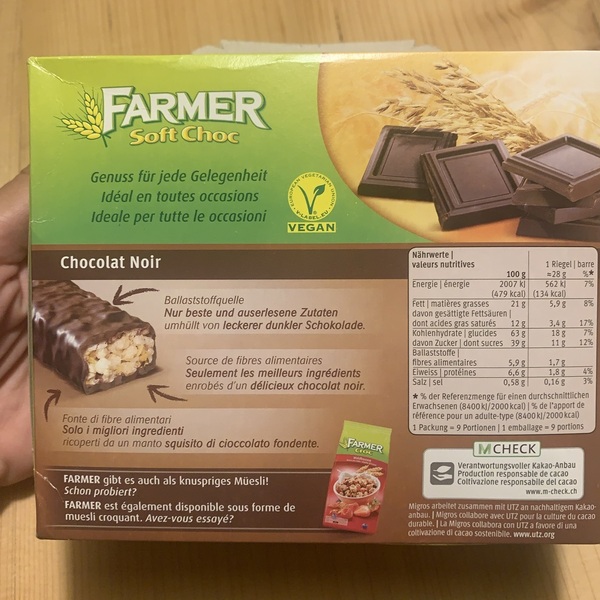 FARMER
Soft Choc
Genuss für jede Gelegenheit
Idéal en toutes occasions
Ideale per tutte le occasioni
EUROPEAN VEGETARIAN UNION
V-LABEL.EU
VEGAN
Chocolat Noir
Ballaststoffquelle
Nur beste und auserlesene Zutaten
umhüllt von leckerer dunkler Schokolade.
Source de fibres alimentaires
Seulement les meilleurs ingrédients
enrobés d'un délicieux chocolat noir.
Fonte di fibre alimentari
Solo i migliori ingredienti
ricoperti da un manto squisito di cioccolato fondente.
FARMER gibt es auch als knuspriges Müesli!
Schon probiert?
FARMER est également disponible sous forme de
muesli croquant. Avez-vous essayé?
FARMER
Croc
Nährwerte |
valeurs nutritives 1 Riegel | barre
100 g ≈28 g %*
Energie | énergie 2007 kJ 562 kJ 7%
(479 kcal) (134 kcal)
Fett | matières grasses 21 g 5,9 g 8%
davon gesättigte Fettsäuren |
dont acides gras saturés 12 g 3,4 g 17%
Kohlenhydrate | glucides 63 g 18 g 7%
davon Zucker | dont sucres 39 g 11 g 12%
Ballaststoffe |
fibres alimentaires 5,9 g 1,7 g
Eiweiss | protéines 6,6 g 1,8 g 4%
Salz | sel 0,58 g 0,16 g 3%
* % der Referenzmenge für einen durchschnittlichen
Erwachsenen (8400 kJ/2000 kcal) | % de l'apport de
référence pour un adulte-type (8400 kJ/2000 kcal)
1 Packung = 9 Portionen | 1 emballage = 9 portions
M CHECK
Verantwortungsvoller Kakao-Anbau
Production responsable de cacao
Coltivazione responsabile del cacao
www.m-check.ch
Migros arbeitet zusammen mit UTZ an nachhaltigem Kakao-
anbau. | Migros collabore avec UTZ pour la culture du cacao
durable. | La Migros collabora con UTZ a favore di una
coltivazione di cacao sostenibile. www.utz.org